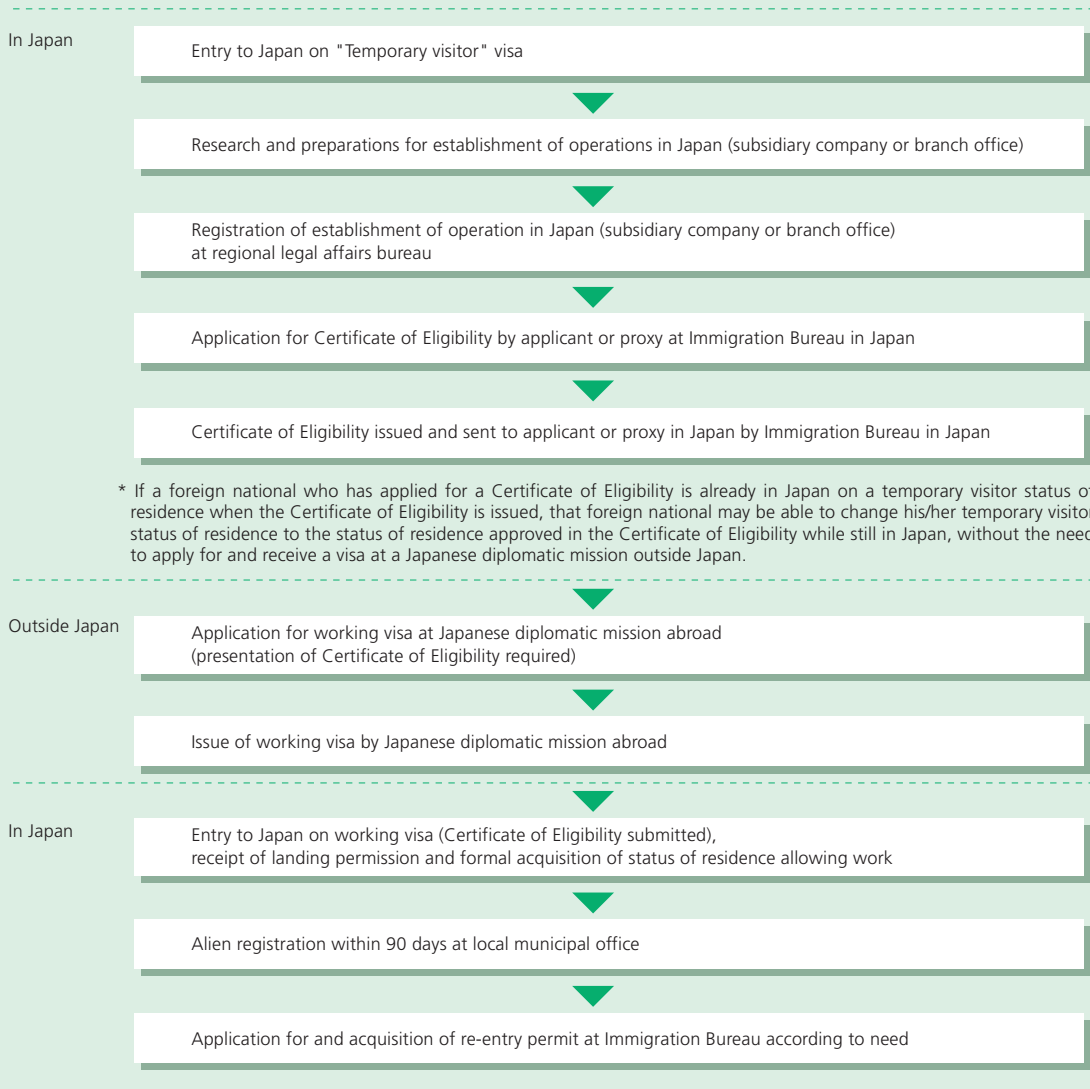 In Japan
Entry to Japan on "Temporary visitor" visa
Research and preparations for establishment of operations in Japan (subsidiary company or branch office)
Registration of establishment of operation in Japan (subsidiary company or branch office)
at regional legal affairs bureau
Application for Certificate of Eligibility by applicant or proxy at Immigration Bureau in Japan
Certificate of Eligibility issued and sent to applicant or proxy in Japan by Immigration Bureau in Japan
* If a foreign national who has applied for a Certificate of Eligibility is already in Japan on a temporary visitor status of
residence when the Certificate of Eligibility is issued, that foreign national may be able to change his/her temporary visitor
status of residence to the status of residence approved in the Certificate of Eligibility while still in Japan, without the need
to apply for and receive a visa at a Japanese diplomatic mission outside Japan.
Outside Japan
Application for working visa at Japanese diplomatic mission abroad
(presentation of Certificate of Eligibility required)
Issue of working visa by Japanese diplomatic mission abroad
In Japan
Entry to Japan on working visa (Certificate of Eligibility submitted),
receipt of landing permission and formal acquisition of status of residence allowing work
Alien registration within 90 days at local municipal office
Application for and acquisition of re-entry permit at Immigration Bureau according to need